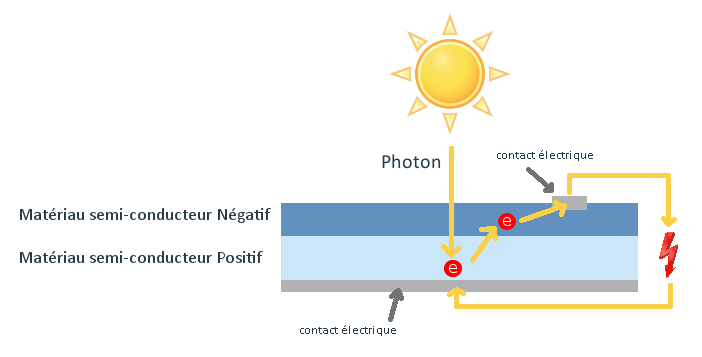 Photon
contact électrique
Matériau semi-conducteur Négatif
e
Matériau semi-conducteur Positif
e
contact électrique